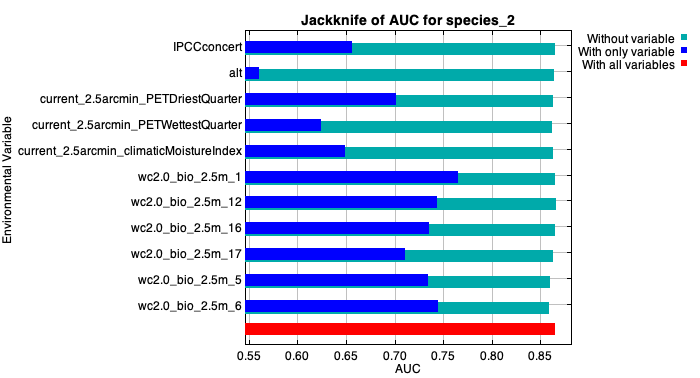 Jackknife of AUC for species_2
Without variable
With only variable
With all variables
Environmental Variable
IPCCconcert
alt
current_2.5arcmin_PETDriestQuarter
current_2.5arcmin_PETWettestQuarter
current_2.5arcmin_climaticMoistureIndex
wc2.0_bio_2.5m_1
wc2.0_bio_2.5m_12
wc2.0_bio_2.5m_16
wc2.0_bio_2.5m_17
wc2.0_bio_2.5m_5
wc2.0_bio_2.5m_6
0.55 0.60 0.65 0.70 0.75 0.80 0.85
AUC